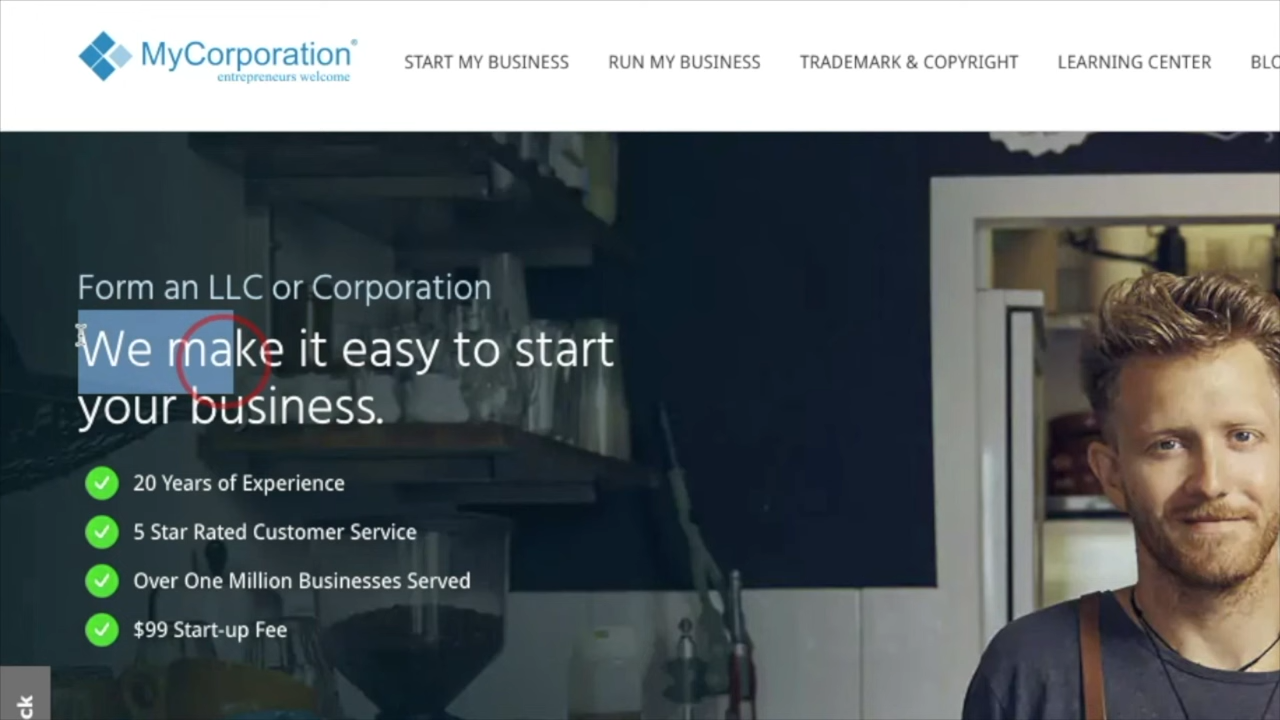 MyCorporation®
entrepreneurs welcome
START MY BUSINESS
RUN MY BUSINESS
TRADEMARK & COPYRIGHT
LEARNING CENTER
BLO
Form an LLC or Corporation
We make it easy to start
your business.
20 Years of Experience
5 Star Rated Customer Service
Over One Million Businesses Served
$99 Start-up Fee
ck